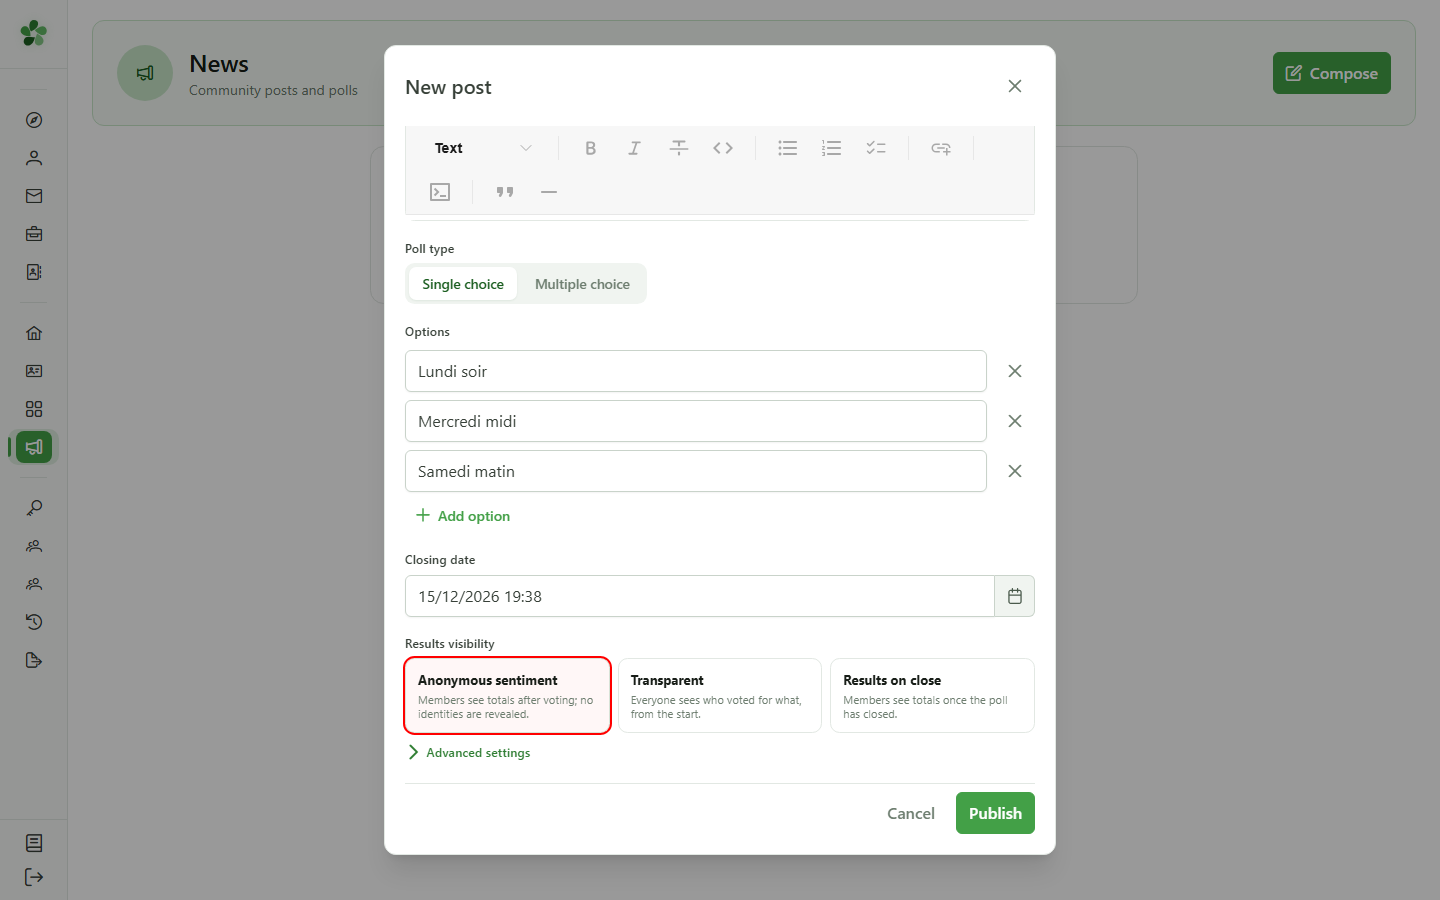 News
Community posts and polls
Compose
New post
Text
Poll type
Single choice
Multiple choice
Options
Lundi soir
Mercredi midi
Samedi matin
Add option
Closing date
15/12/2026 19:38
Results visibility
Anonymous sentiment
Members see totals after voting; no
identities are revealed.
Transparent
Everyone sees who voted for what,
from the start.
Results on close
Members see totals once the poll
has closed.
Advanced settings
Cancel
Publish